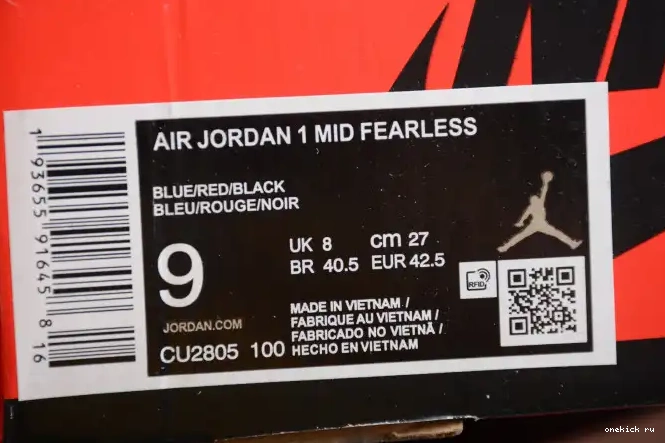 AIR JORDAN 1 MID FEARLESS
BLUE/RED/BLACK
BLEU/ROUGE/NOIR
9
UK 8 cm 27
BR 40.5 EUR 42.5
RFID
JORDAN.COM
CU2805 100
MADE IN VIETNAM /
FABRIQUE AU VIETNAM /
FABRICADO NO VIETNÃ /
HECHO EN VIETNAM
1 93655 91645 8 16
onekick ru